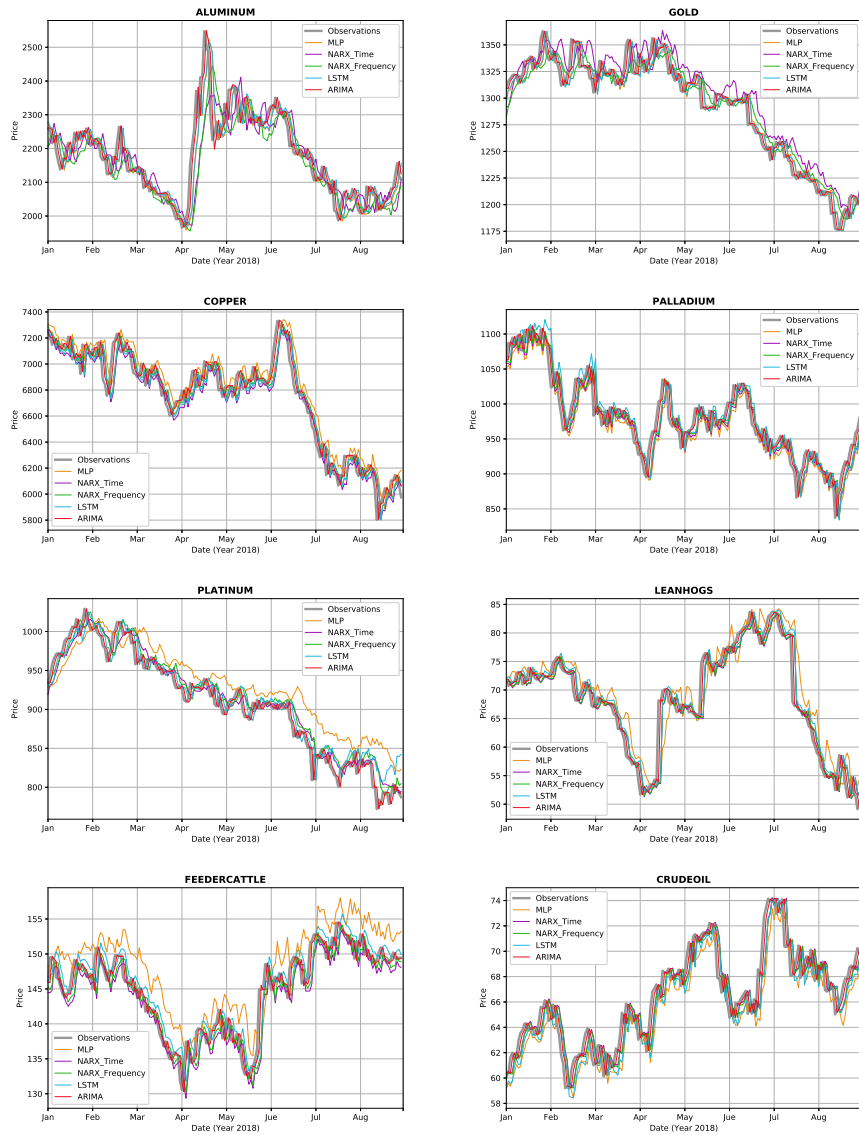 ALUMINUM
Price
2500
2400
2300
2200
2100
2000
Observations
MLP
NARX_Time
NARX_Frequency
LSTM
ARIMA
Jan Feb Mar Apr May Jun Jul Aug
Date (Year 2018)
GOLD
Price
1350
1325
1300
1275
1250
1225
1200
1175
Observations
MLP
NARX_Time
NARX_Frequency
LSTM
ARIMA
Jan Feb Mar Apr May Jue Jul Aug
Date (Year 2018)
COPPER
Price
7400
7200
7000
6800
6600
6400
6200
6000
5800
Observations
MLP
NARX_Time
NARX_Frequency
LSTM
ARIMA
Jan Feb Mar Apr May Jun Jul Aug
Date (Year 2018)
PALLADIUM
Price
1100
1050
1000
950
900
850
Observations
MLP
NARX_Time
NARX_Frequency
LSTM
ARIMA
Jan Feb Mar Apr May Jue Jul Aug
Date (Year 2018)
PLATINUM
Price
1000
950
900
850
800
Observations
MLP
NARX_Time
NARX_Frequency
LSTM
ARIMA
Jan Feb Mar Apr May Jun Jul Aug
Date (Year 2018)
LEANHOGS
Price
85
80
75
70
65
60
55
50
Observations
MLP
NARX_Time
NARX_Frequency
LSTM
ARIMA
Jan Feb Mar Apr May Jue Jul Aug
Date (Year 2018)
FEEDERCATTLE
Price
155
150
145
140
135
130
Observations
MLP
NARX_Time
NARX_Frequency
LSTM
ARIMA
Jan Feb Mar Apr May Jun Jul Aug
Date (Year 2018)
CRUDEOIL
Price
74
72
70
68
66
64
62
60
58
Observations
MLP
NARX_Time
NARX_Frequency
LSTM
ARIMA
Jan Feb Mar Apr May Jue Jul Aug
Date (Year 2018)